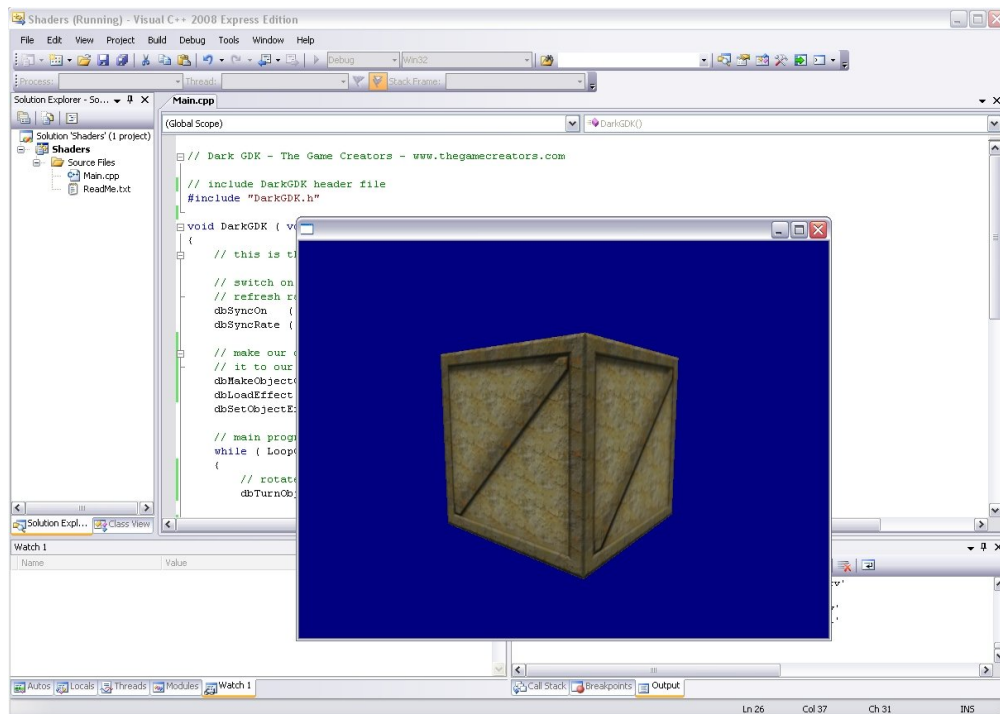 Shaders (Running) - Visual C++ 2008 Express Edition
File Edit View Project Build Debug Tools Window Help
Debug Win32
Process: Thread: Stack Frame:
Solution Explorer - So...
Main.cpp
(Global Scope)
DarkGDK()
Solution 'Shaders' (1 project)
Shaders
Source Files
Main.cpp
ReadMe.txt
// Dark GDK - The Game Creators - www.thegamecreators.com
// include DarkGDK header file
#include "DarkGDK.h"
void DarkGDK ( v
{
// this is t
// switch on
// refresh r
dbSyncOn (
dbSyncRate (
// make our
// it to our
dbMakeObject
dbLoadEffect
dbSetObjectE
// main prog
while ( Loop
{
// rotate
dbTurnObj
Solution Expl... Class View
Watch 1
Name Value
Autos Locals Threads Modules Watch 1
Call Stack Breakpoints Output
Ln 26 Col 37 Ch 31 INS